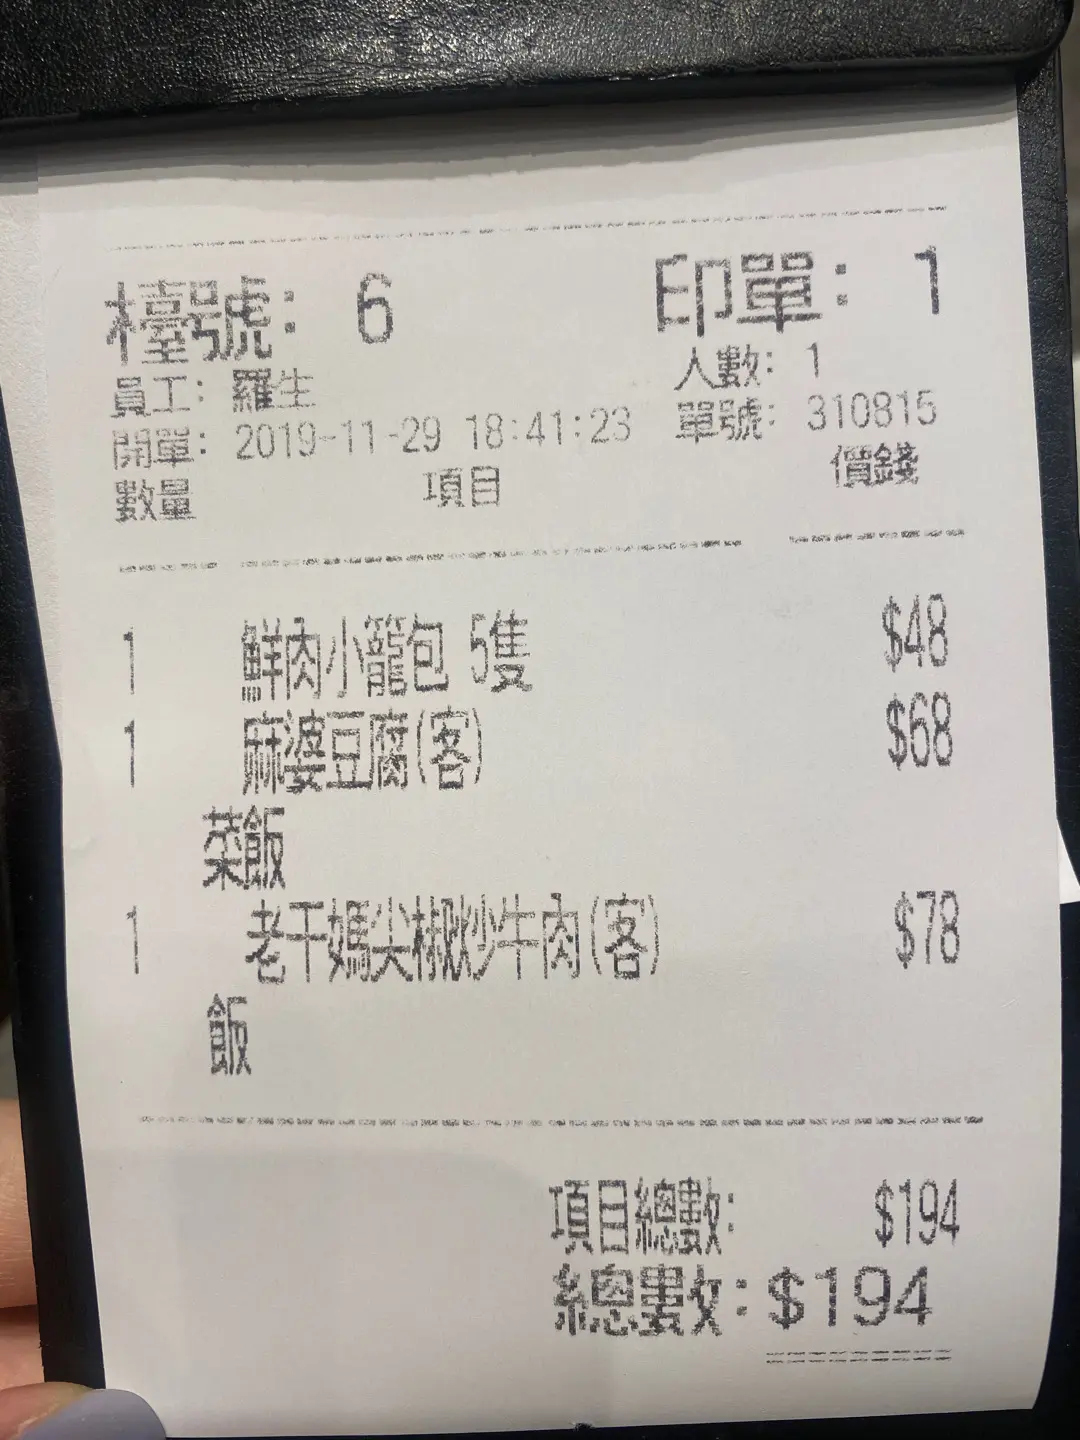 檯號: 6 印單: 1
員工: 羅生 人數: 1
開單: 2019-11-29 18:41:23 單號: 310815
數量 項目 價錢
1 鮮肉小籠包 5隻 $48
1 麻婆豆腐(客) $68
菜飯
1 老干媽尖椒炒牛肉(客) $78
飯
項目總數: $194
總數: $194